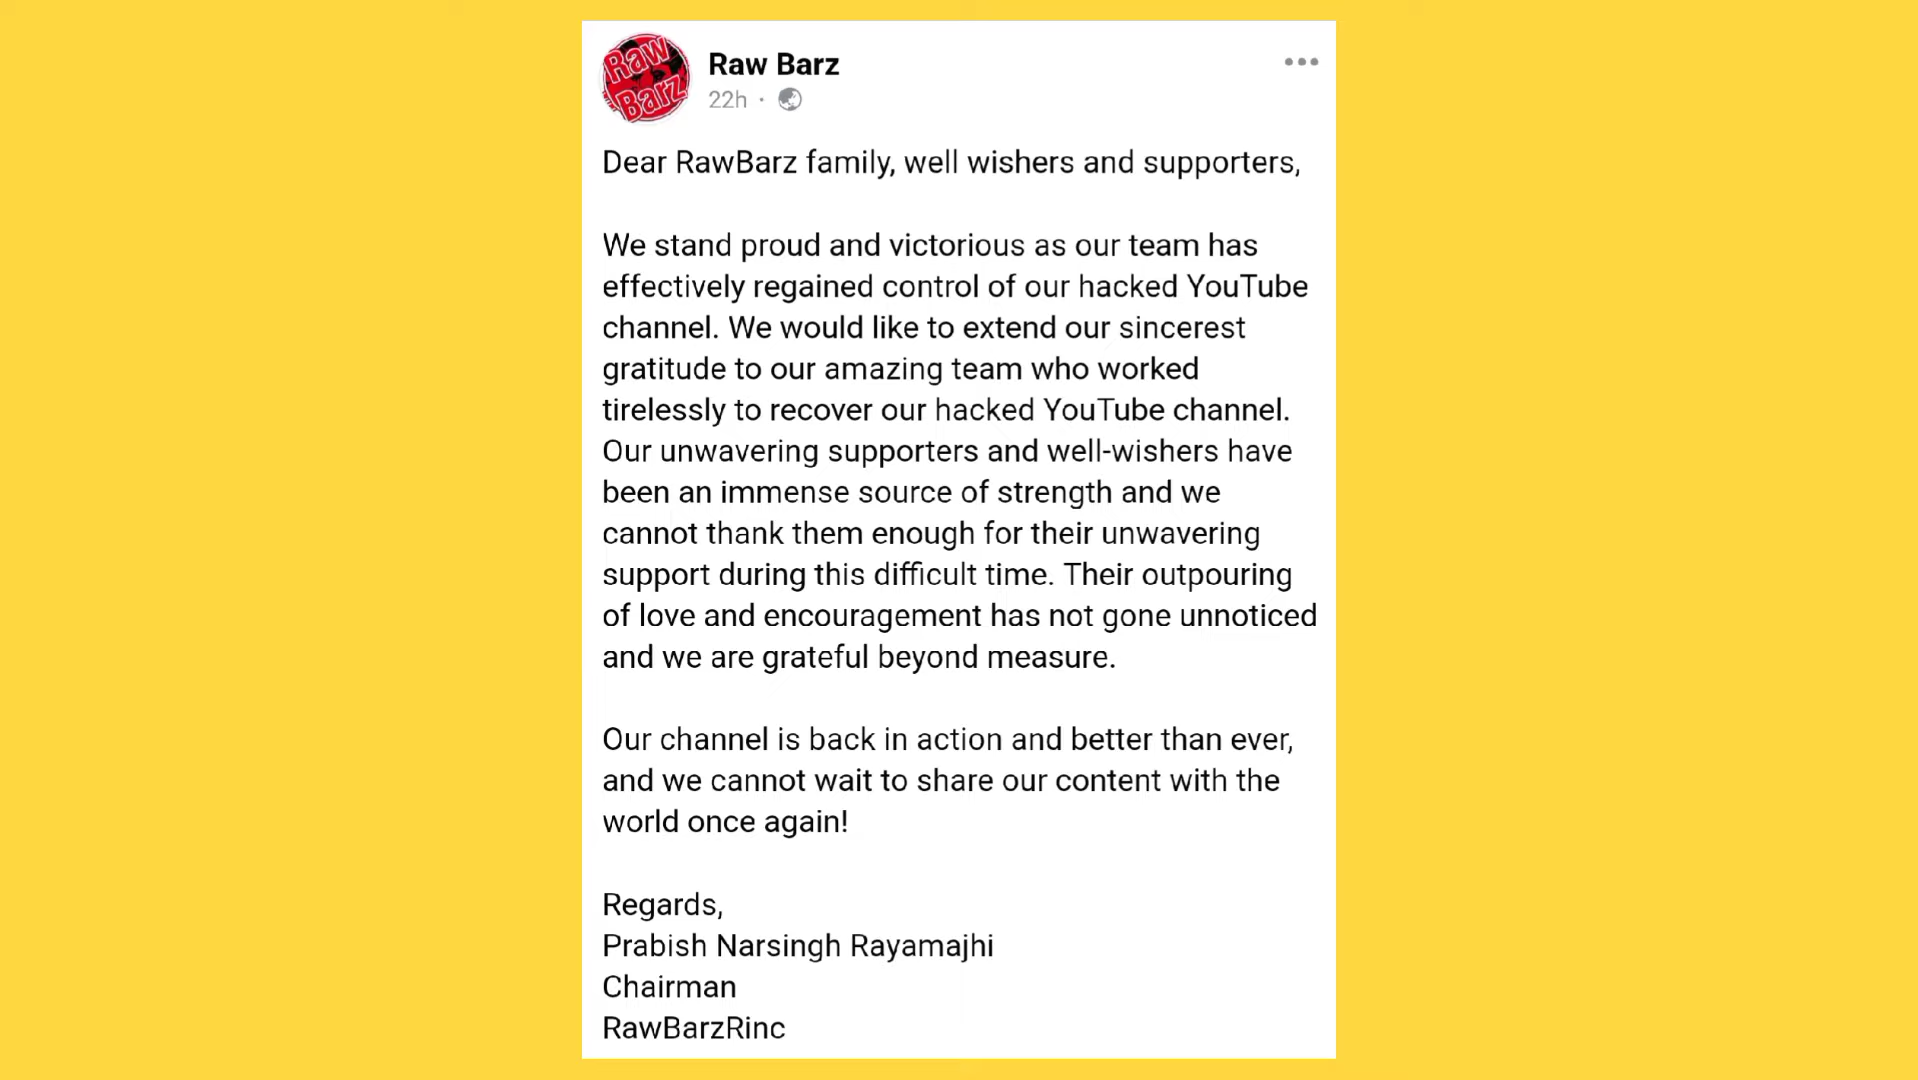 Raw Barz
Raw Barz
22h ·
Dear RawBarz family, well wishers and supporters,
We stand proud and victorious as our team has
effectively regained control of our hacked YouTube
channel. We would like to extend our sincerest
gratitude to our amazing team who worked
tirelessly to recover our hacked YouTube channel.
Our unwavering supporters and well-wishers have
been an immense source of strength and we
cannot thank them enough for their unwavering
support during this difficult time. Their outpouring
of love and encouragement has not gone unnoticed
and we are grateful beyond measure.
Our channel is back in action and better than ever,
and we cannot wait to share our content with the
world once again!
Regards,
Prabish Narsingh Rayamajhi
Chairman
RawBarzRinc